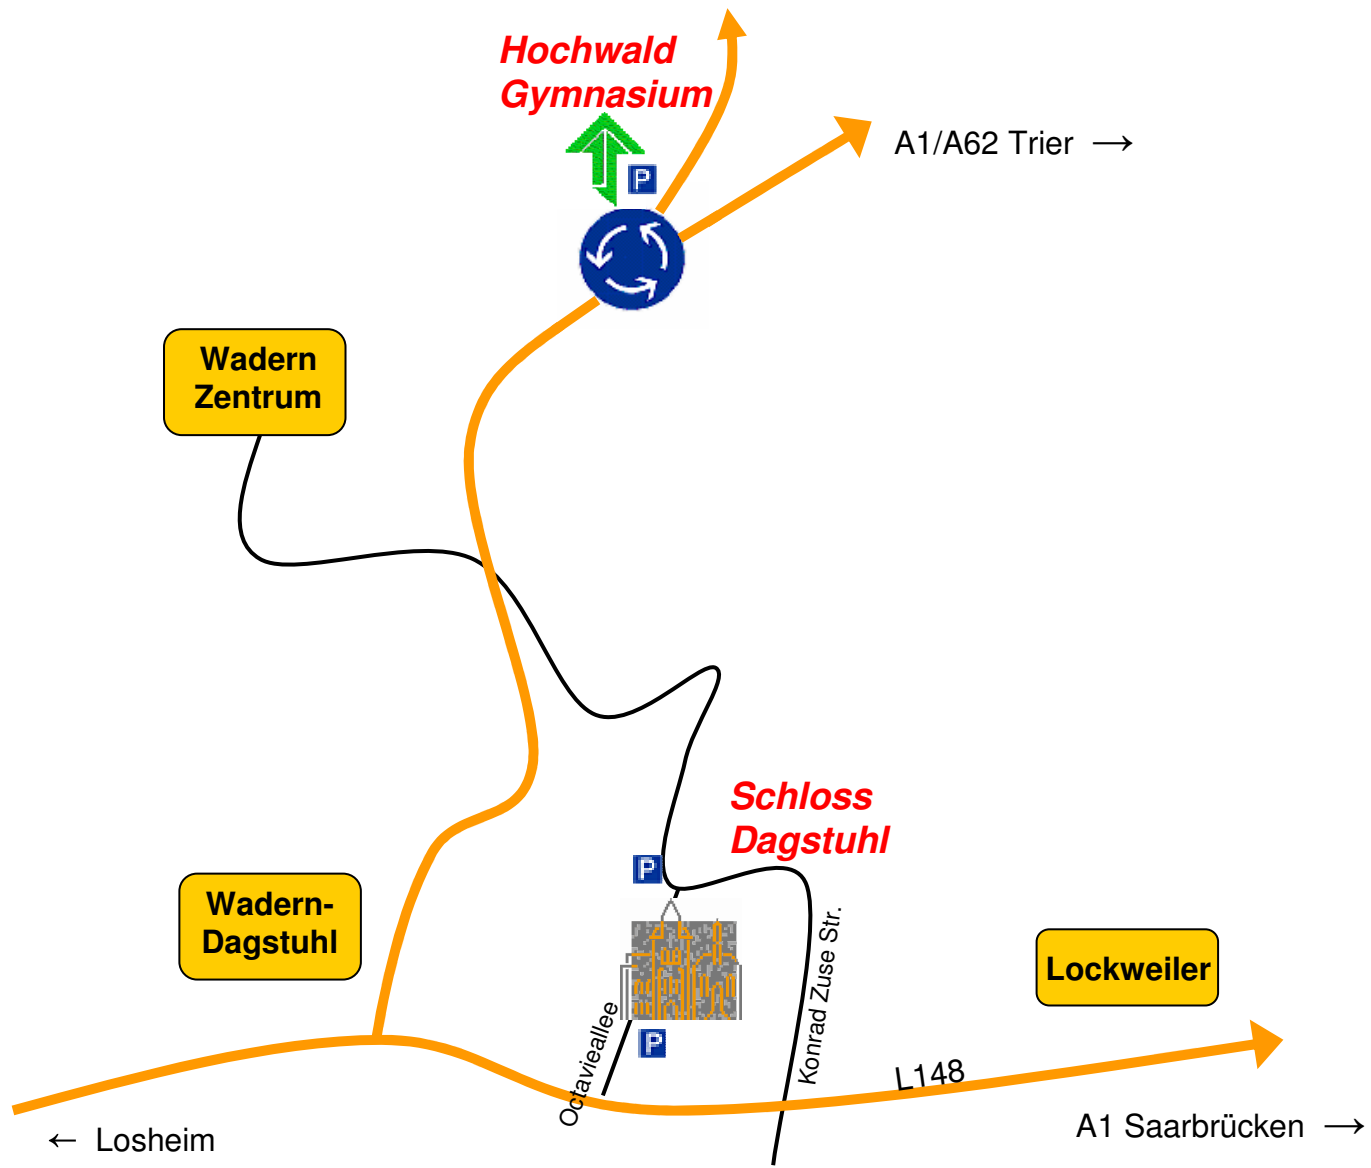 Hochwald
Gymnasium
A1/A62 Trier →
P
Wadern
Zentrum
Schloss
Dagstuhl
P
Wadern-
Dagstuhl
Konrad Zuse Str.
Lockweiler
Octavieallee
P
L148
← Losheim
A1 Saarbrücken →